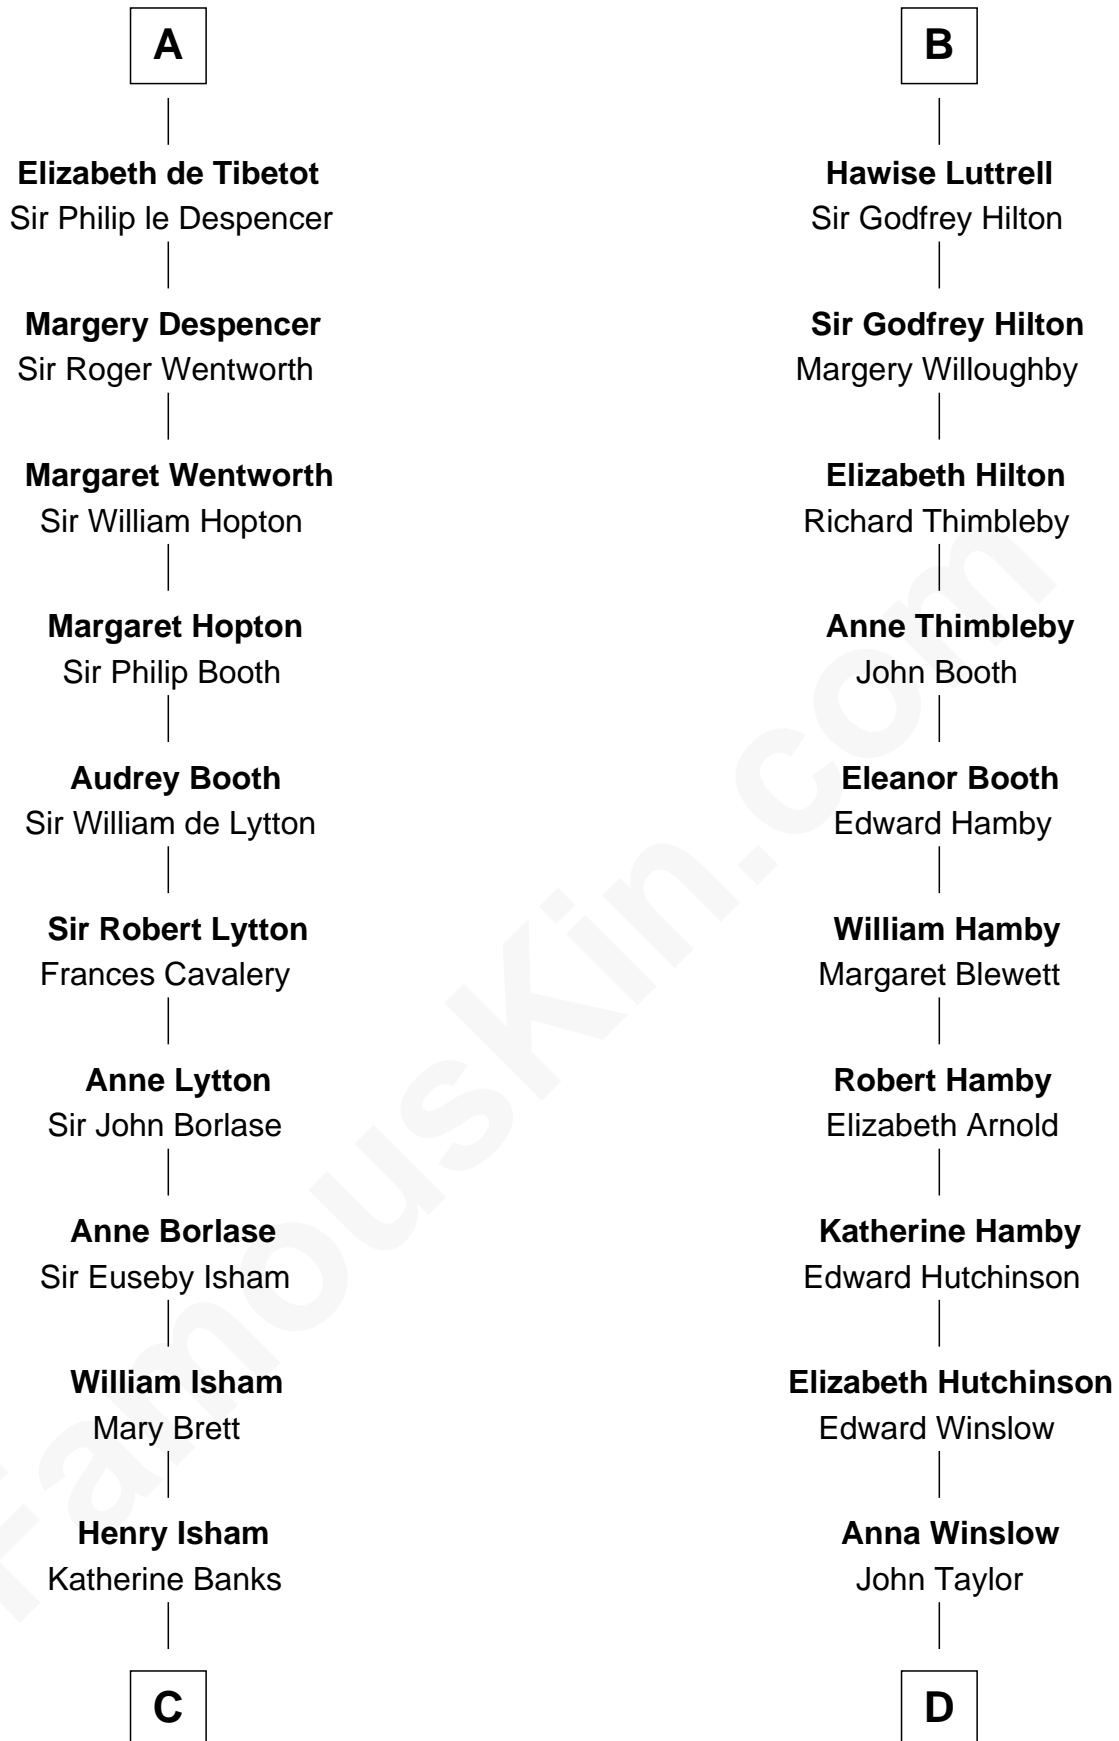 A
Elizabeth de Tibetot
Sir Philip le Despencer
Margery Despencer
Sir Roger Wentworth
Margaret Wentworth
Sir William Hopton
Margaret Hopton
Sir Philip Booth
Audrey Booth
Sir William de Lytton
Sir Robert Lytton
Frances Cavalery
Anne Lytton
Sir John Borlase
Anne Borlase
Sir Euseby Isham
William Isham
Mary Brett
Henry Isham
Katherine Banks
C
B
Hawise Luttrell
Sir Godfrey Hilton
Sir Godfrey Hilton
Margery Willoughby
Elizabeth Hilton
Richard Thimbleby
Anne Thimbleby
John Booth
Eleanor Booth
Edward Hamby
William Hamby
Margaret Blewett
Robert Hamby
Elizabeth Arnold
Katherine Hamby
Edward Hutchinson
Elizabeth Hutchinson
Edward Winslow
Anna Winslow
John Taylor
D
FamousKin.com